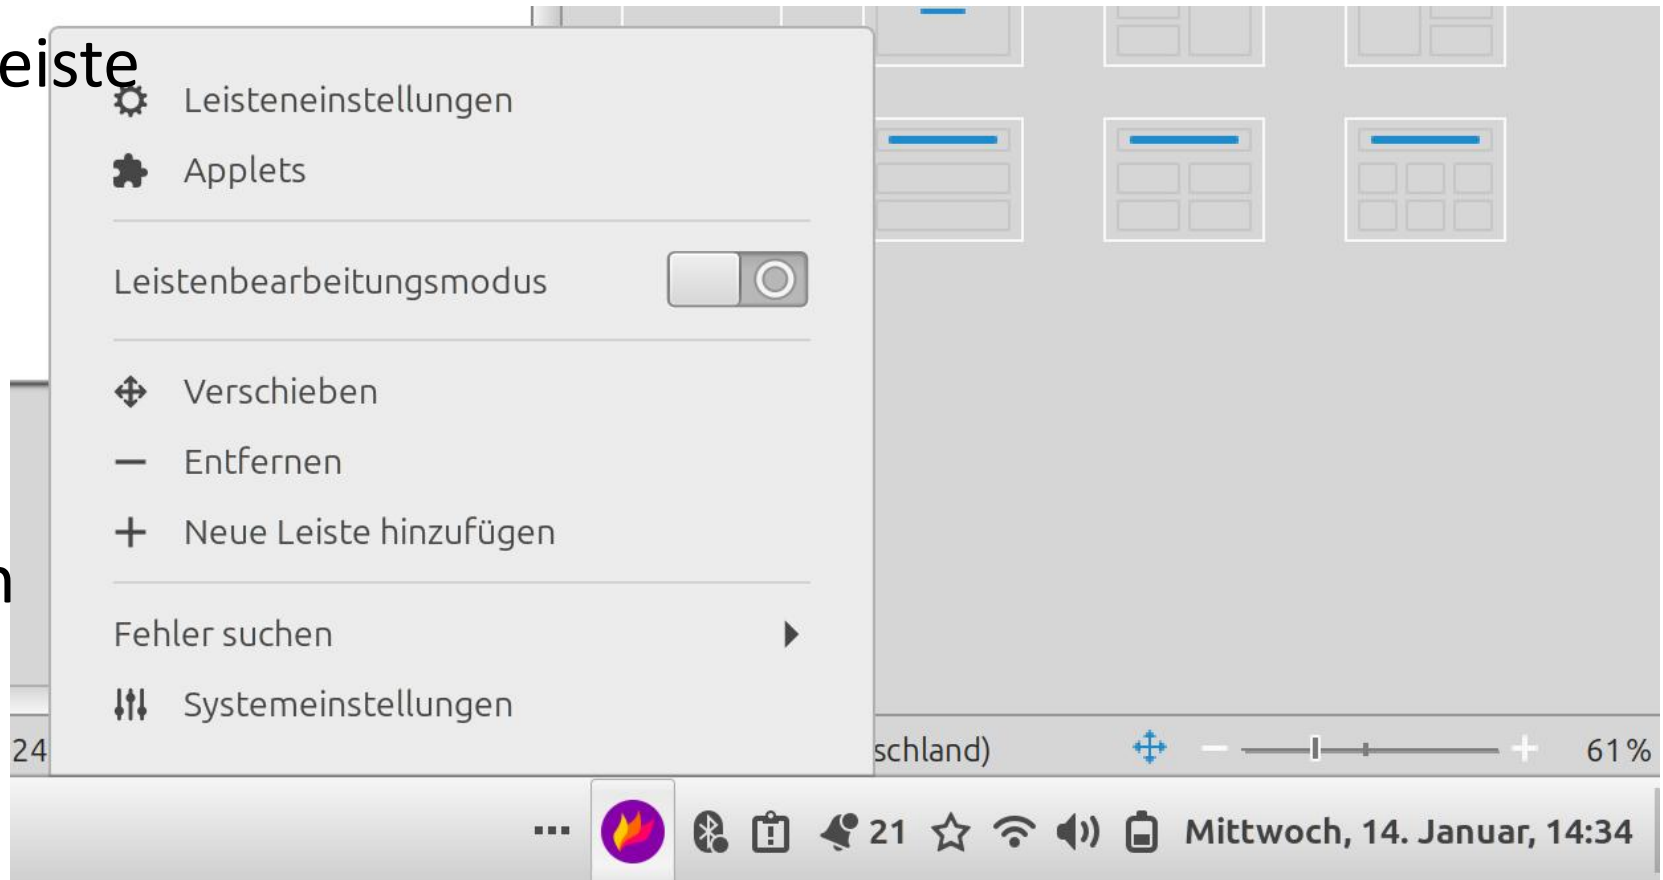 eiste
Leisteneinstellungen
Applets
Leistenbearbeitungsmodus
Verschieben
Entfernen
Neue Leiste hinzufügen
n
Fehler suchen
Systemeinstellungen
24
schland)
61%
21
Mittwoch, 14. Januar, 14:34